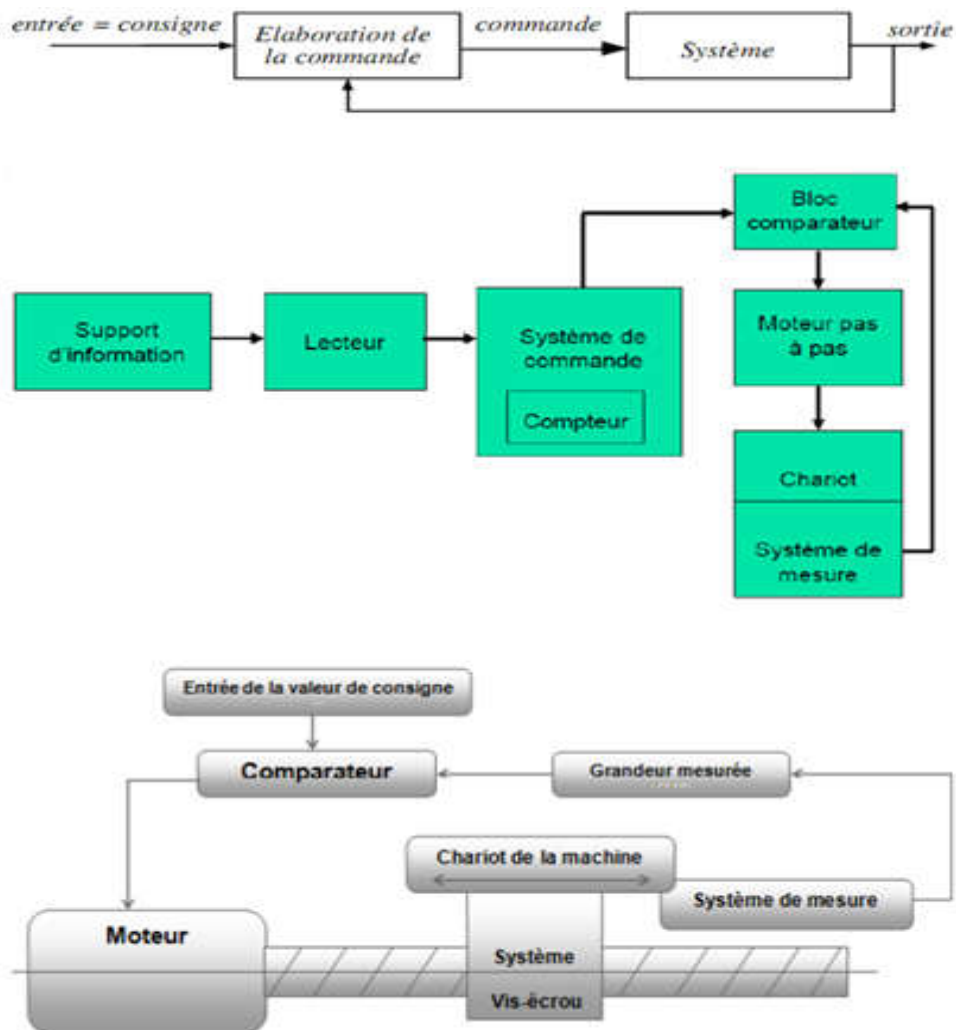 entrée = consigne
Elaboration de
la commande
commande
Système
sortie
Bloc
comparateur
Support
d'information
Lecteur
Système de
commande
Compteur
Moteur pas
à pas
Chariot
Système de
mesure
Entrée de la valeur de consigne
Comparateur
Grandeur mesurée
Chariot de la machine
Système de mesure
Moteur
Système
Vis-écrou